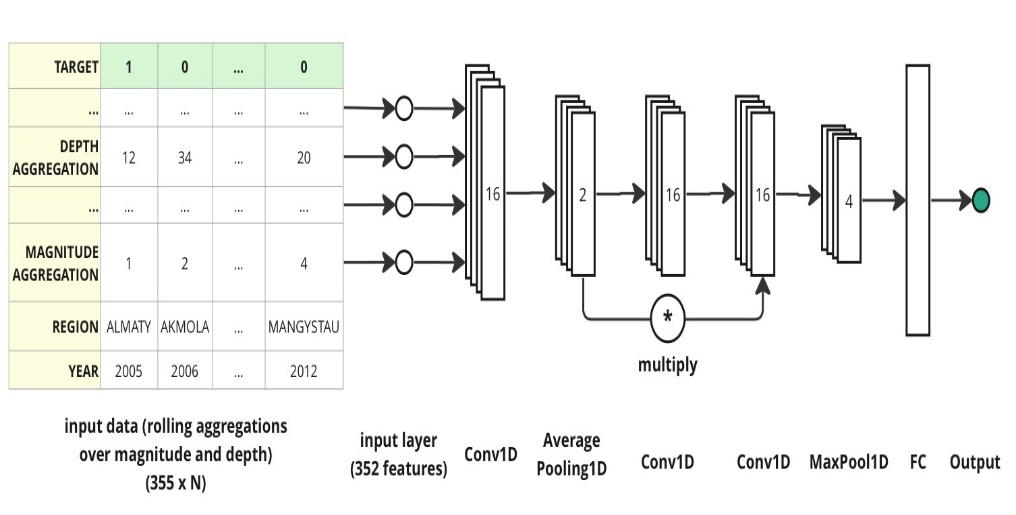 TARGET 1 0 ... 0
... ... ... ... ...
DEPTH
AGGREGATION 12 34 ... 20
... ... ... ... ...
MAGNITUDE
AGGREGATION 1 2 ... 4
REGION ALMATY AKMOLA ... MANGYSTAU
YEAR 2005 2006 ... 2012
16 2 16 16 4
*
multiply
input data (rolling aggregations
over magnitude and depth)
(355 x N)
input layer
(352 features)
Conv1D
Average
Pooling1D
Conv1D
Conv1D
MaxPool1D
FC
Output